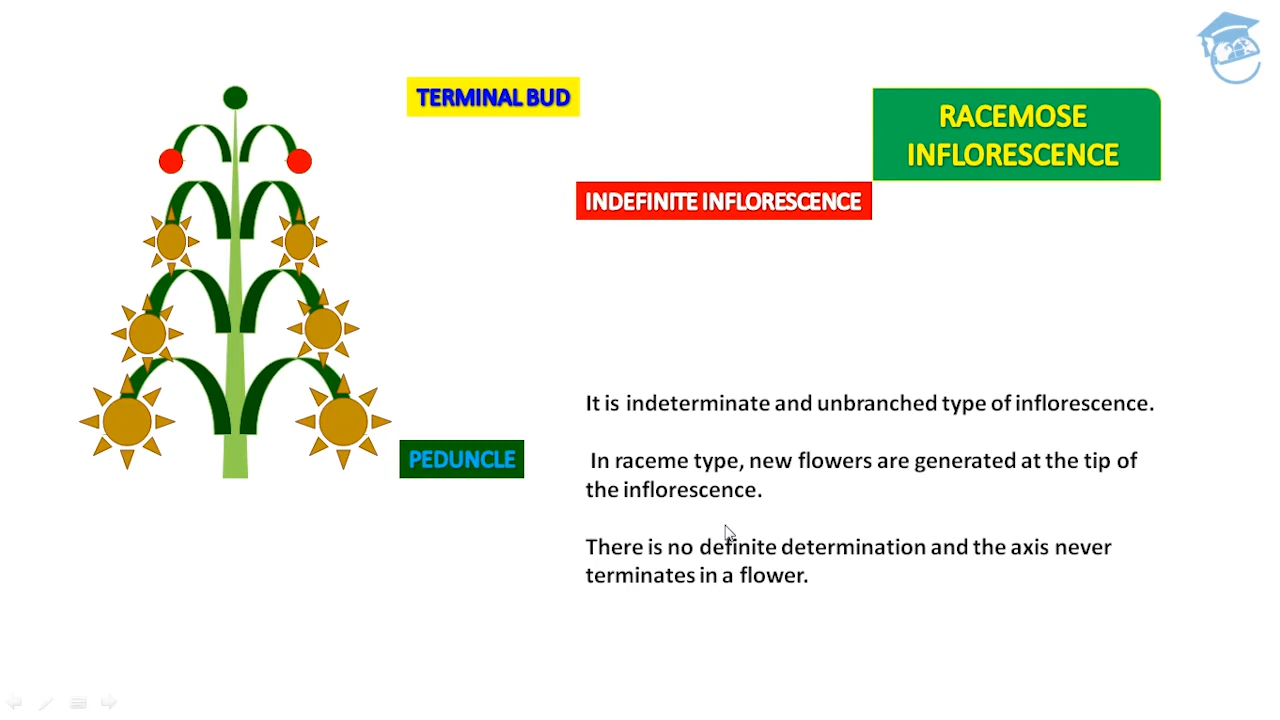 TERMINAL BUD
RACEMOSE
INFLORESCENCE
INDEFINITE INFLORESCENCE
PEDUNCLE
It is indeterminate and unbranched type of inflorescence.
In raceme type, new flowers are generated at the tip of
the inflorescence.
There is no definite determination and the axis never
terminates in a flower.